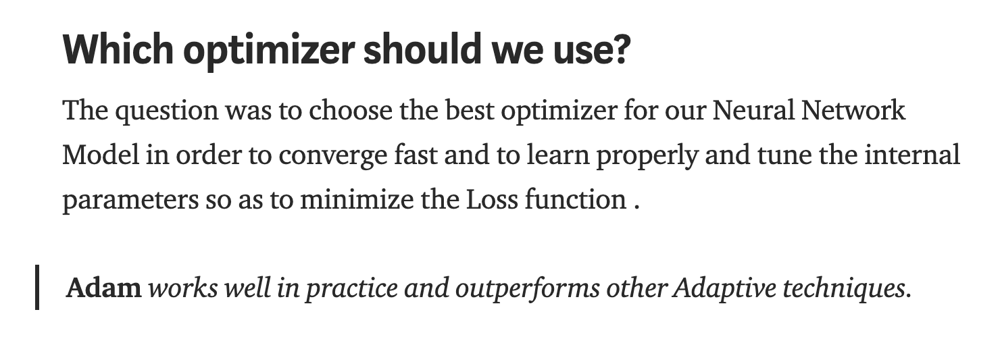 Which optimizer should we use?
The question was to choose the best optimizer for our Neural Network
Model in order to converge fast and to learn properly and tune the internal
parameters so as to minimize the Loss function .
Adam works well in practice and outperforms other Adaptive techniques.